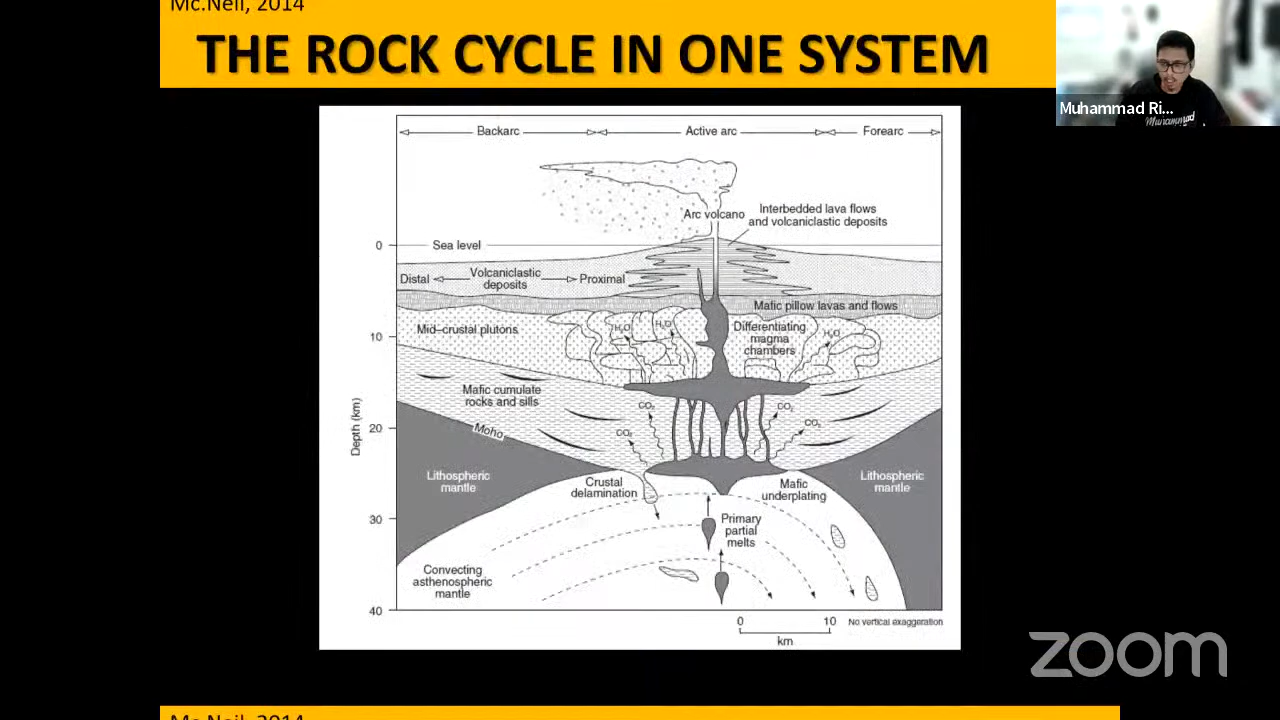 Mc.Neil, 2014
THE ROCK CYCLE IN ONE SYSTEM
Muhammad Ri...
Muhammad
Backarc
Active arc
Forearc
Arc volcano
Interbedded lava flows
and volcaniclastic deposits
0
Sea level
Distal
Volcaniclastic
deposits
Proximal
Mafic pillow lavas and flows
Mid–crustal plutons
H₂O
H₂O
Differentiating
magma
chambers
H₂O
10
Mafic cumulate
rocks and sills
CO₂
CO₂
CO₂
CO₂
Depth (km)
20
Moho
Lithospheric
mantle
Crustal
delamination
Mafic
underplating
Lithospheric
mantle
30
Primary
partial
melts
Convecting
asthenospheric
mantle
40
0
10
km
No vertical exaggeration
zoom
Mc.Neil, 2014